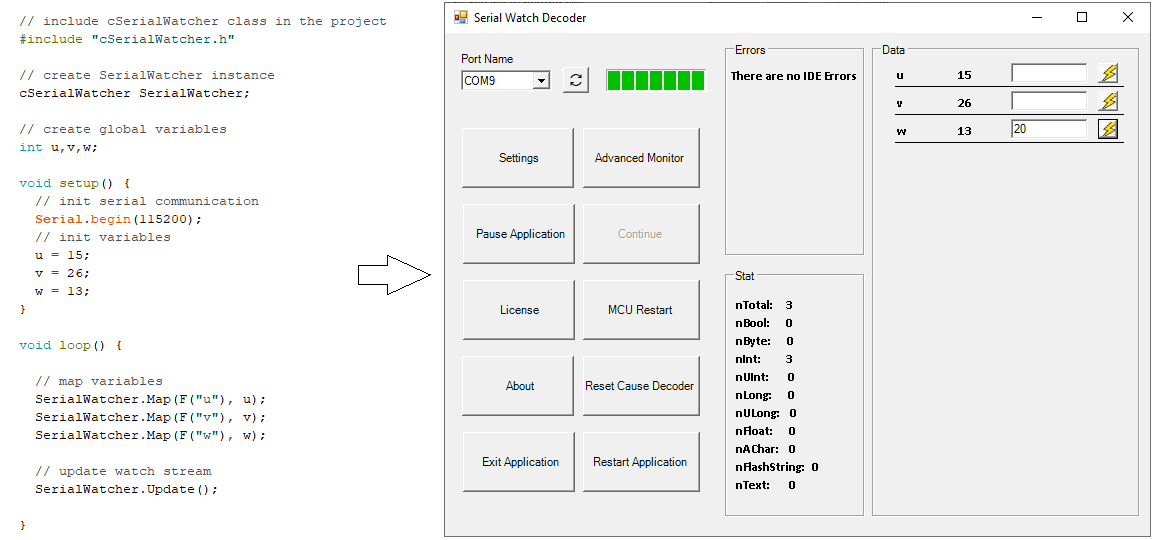 // include cSerialWatcher class in the project
#include "cSerialWatcher.h"
// create SerialWatcher instance
cSerialWatcher SerialWatcher;
// create global variables
int u,v,w;
void setup() {
// init serial communication
Serial.begin(115200);
// init variables
u = 15;
v = 26;
w = 13;
}
void loop() {
// map variables
SerialWatcher.Map(F("u"), u);
SerialWatcher.Map(F("v"), v);
SerialWatcher.Map(F("w"), w);
// update watch stream
SerialWatcher.Update();
}
Serial Watch Decoder
Port Name
COM9
Settings
Advanced Monitor
Pause Application
Continue
License
MCU Restart
About
Reset Cause Decoder
Exit Application
Restart Application
Errors
There are no IDE Errors
Stat
nTotal: 3
nBool: 0
nByte: 0
nInt: 3
nUInt: 0
nLong: 0
nULong: 0
nFloat: 0
nAChar: 0
nFlashString: 0
nText: 0
Data
u 15
v 26
w 13 20